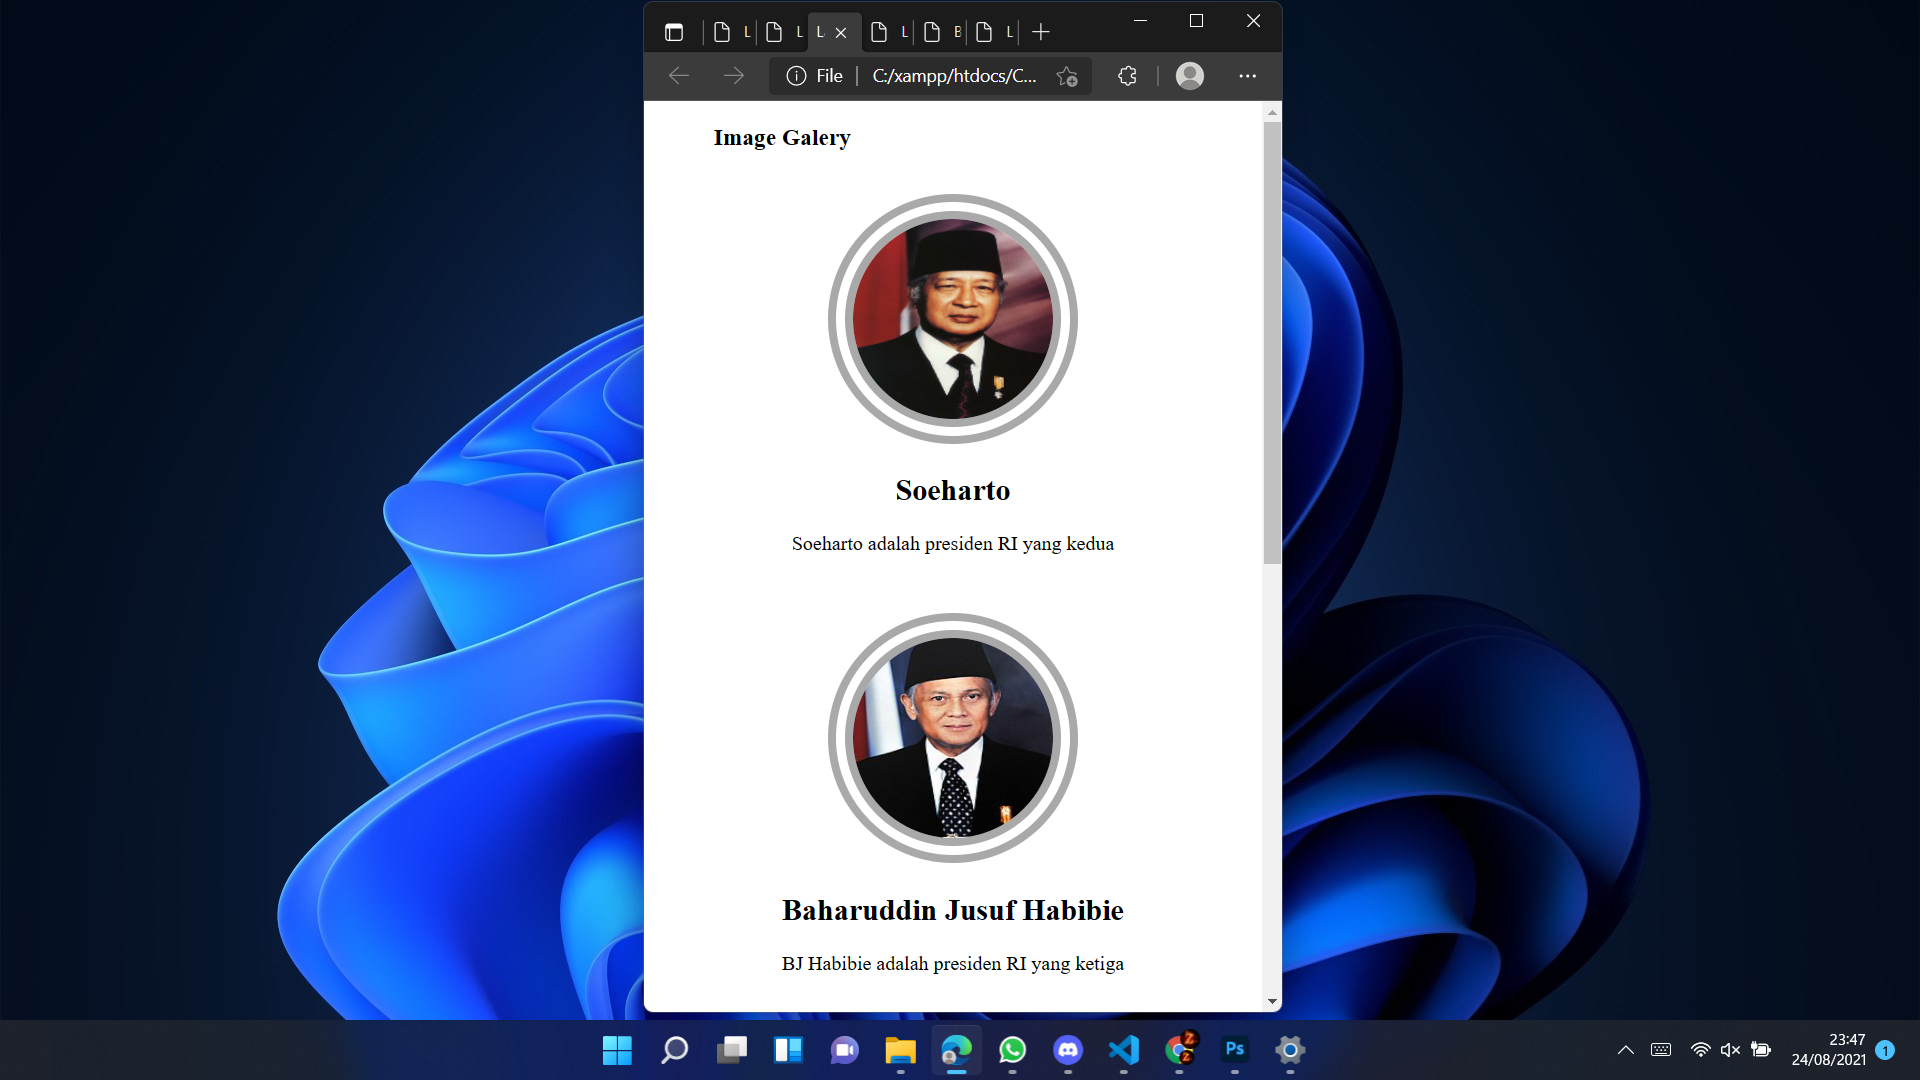 L
L
L
L
B
L
File
C:/xampp/htdocs/C...
Image Galery
Soeharto
Soeharto adalah presiden RI yang kedua
Baharuddin Jusuf Habibie
BJ Habibie adalah presiden RI yang ketiga
Z
Z
Ps
23:47
24/08/2021
1